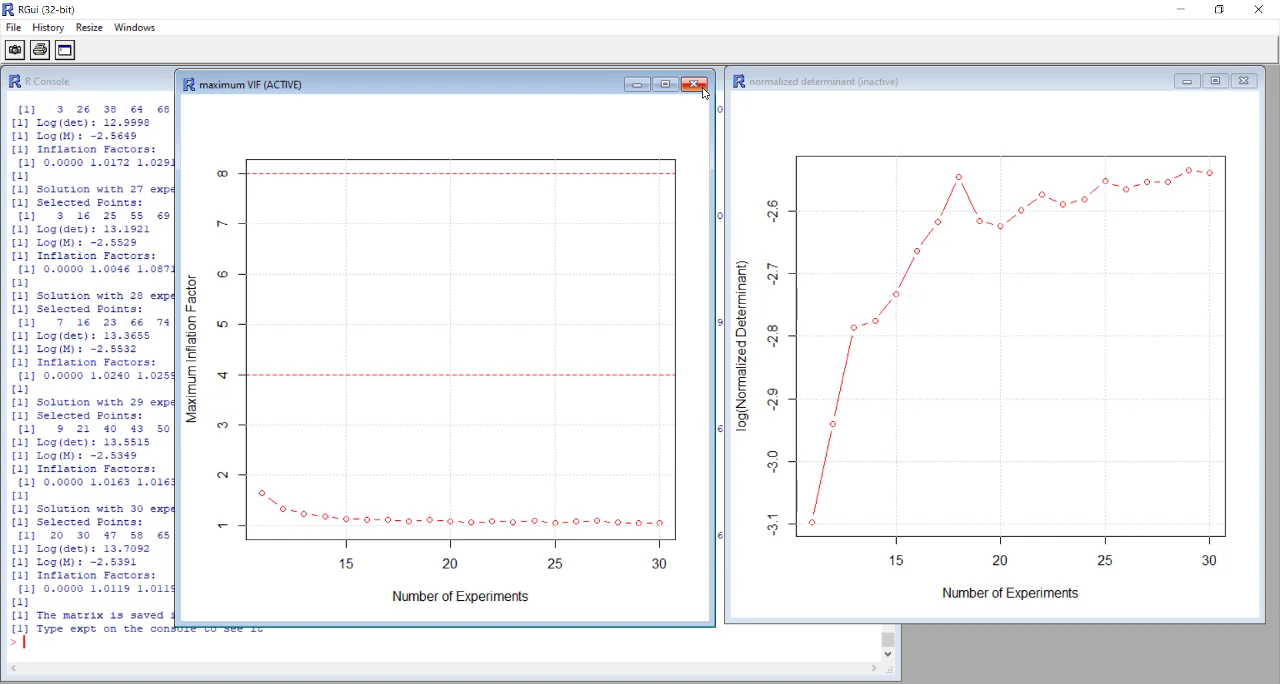 RGui (32-bit)
File History Resize Windows
R Console
[1] 3 26 38 64 68
[1] Log(det): 12.9998
[1] Log(M): -2.5649
[1] Inflation Factors:
[1] 0.0000 1.0172 1.0291
[1]
[1] Solution with 27 expe
[1] Selected Points:
[1] 3 16 25 55 69
[1] Log(det): 13.1921
[1] Log(M): -2.5529
[1] Inflation Factors:
[1] 0.0000 1.0046 1.0871
[1]
[1] Solution with 28 expe
[1] Selected Points:
[1] 7 16 23 66 74
[1] Log(det): 13.3655
[1] Log(M): -2.5532
[1] Inflation Factors:
[1] 0.0000 1.0240 1.0259
[1]
[1] Solution with 29 expe
[1] Selected Points:
[1] 9 21 40 43 50
[1] Log(det): 13.5515
[1] Log(M): -2.5349
[1] Inflation Factors:
[1] 0.0000 1.0163 1.0163
[1]
[1] Solution with 30 expe
[1] Selected Points:
[1] 20 30 47 58 65
[1] Log(det): 13.7092
[1] Log(M): -2.5391
[1] Inflation Factors:
[1] 0.0000 1.0119 1.0119
[1]
[1] The matrix is saved i
[1] Type expt on the console to see it
>
maximum VIF (ACTIVE)
Maximum Inflation Factor
8
7
6
5
4
3
2
1
15 20 25 30
Number of Experiments
0
0
9
6
6
normalized determinant (inactive)
log(Normalized Determinant)
-2.6
-2.7
-2.8
-2.9
-3.0
-3.1
15 20 25 30
Number of Experiments